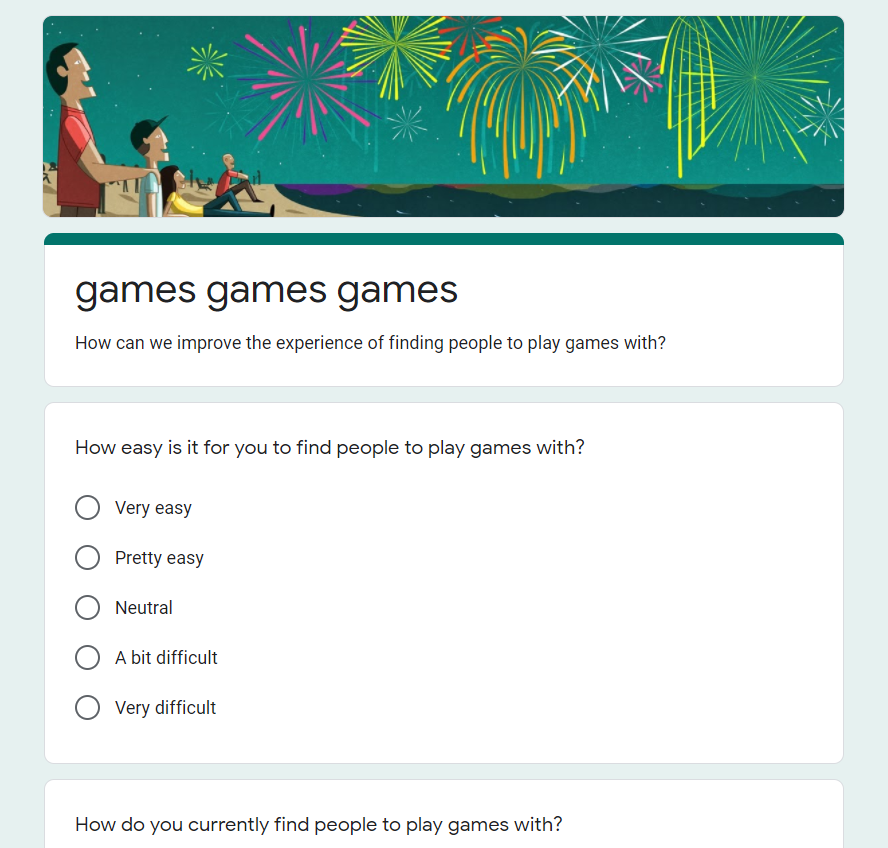 games games games
How can we improve the experience of finding people to play games with?
How easy is it for you to find people to play games with?
Very easy
Pretty easy
Neutral
A bit difficult
Very difficult
How do you currently find people to play games with?